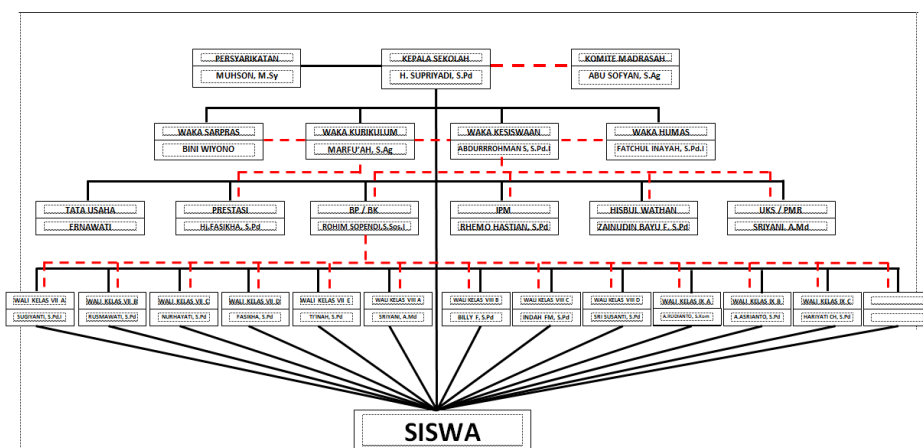 PERSYARIKATAN
MUHSON, M.Sy
KEPALA SEKOLAH
H. SUPRIYADI, S.Pd
KOMITE MADRASAH
ABU SOFYAN, S.Ag
WAKA SARPRAS
BINI WIYONO
WAKA KURIKULUM
MARFU'AH, S.Ag
WAKA KESISWAAN
ABDURRROHMAN S, S.Pd.I
WAKA HUMAS
FATCHUL INAYAH, S.Pd.I
TATA USAHA
ERNAWATI
PRESTASI
Hj.FASIKHA, S.Pd
BP / BK
ROHIM SOPENDI,S.Sos.I
IPM
RHEMO HASTIAN, S.Pd
HISBUL WATHAN
ZAINUDIN BAYU F, S.Pd
UKS / PMR
SRIYANI, A.Md
WALI KELAS VII A
SUGIYANTI, S.Pd.I
WALI KELAS VII B
RUSMAWATI, S.Pd
WALI KELAS VII C
NURHAYATI, S.Pd
WALI KELAS VII D
FASIKHA, S.Pd
WALI KELAS VII E
TI'INAH, S.Pd
WALI KELAS VIII A
SRIYANI, A.Md
WALI KELAS VIII B
BILLY F, S.Pd
WALI KELAS VIII C
INDAH FM, S.Pd
WALI KELAS VIII D
SRI SUSANTI, S.Pd
WALI KELAS IX A
A.RUDIANTO, S.Kom
WALI KELAS IX B
A.ASRIANTO, S.Pd
WALI KELAS IX C
HARIYATI CH, S.Pd
SISWA